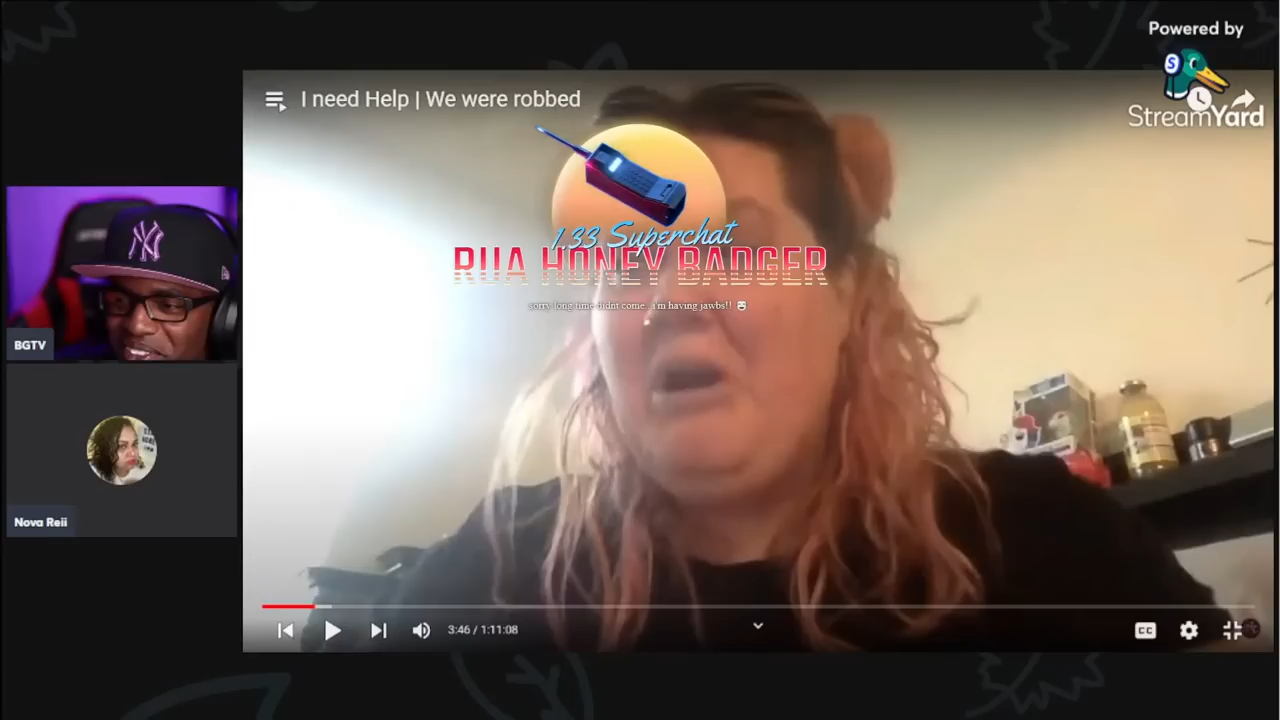 Powered by
StreamYard
I need Help | We were robbed
1.33 Superchat
RUA HONEY BADGER
sorry long time didnt come.. i'm having jawbs!!
BGTV
Nova Reii
3:46 / 1:11:08
CC